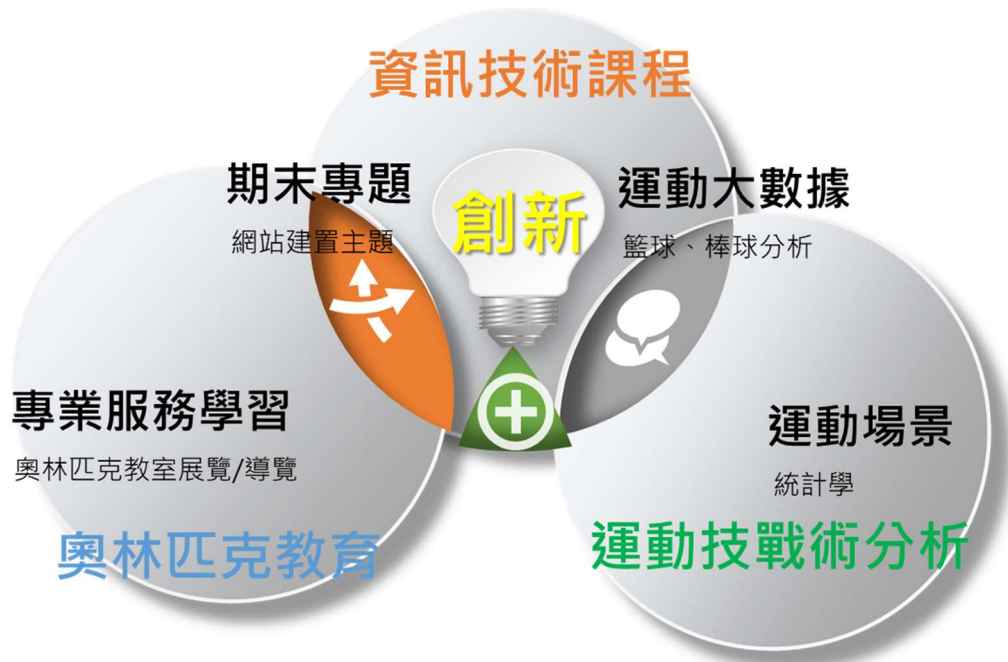 資訊技術課程
期末專題
網站建置主題
創新
運動大數據
籃球、棒球分析
專業服務學習
奧林匹克教室展覽/導覽
奧林匹克教育
運動場景
統計學
運動技戰術分析